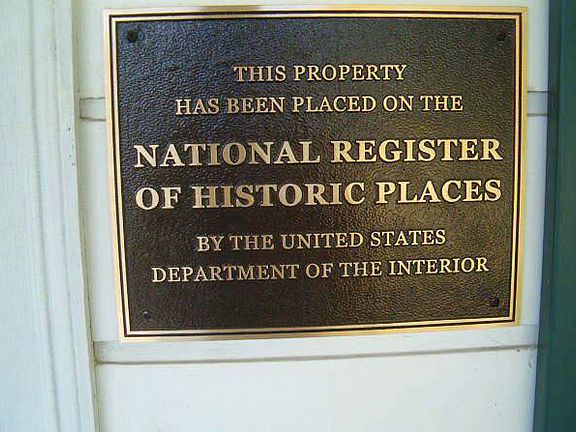 THIS PROPERTY
HAS BEEN PLACED ON THE
NATIONAL REGISTER
OF HISTORIC PLACES
BY THE UNITED STATES
DEPARTMENT OF THE INTERIOR